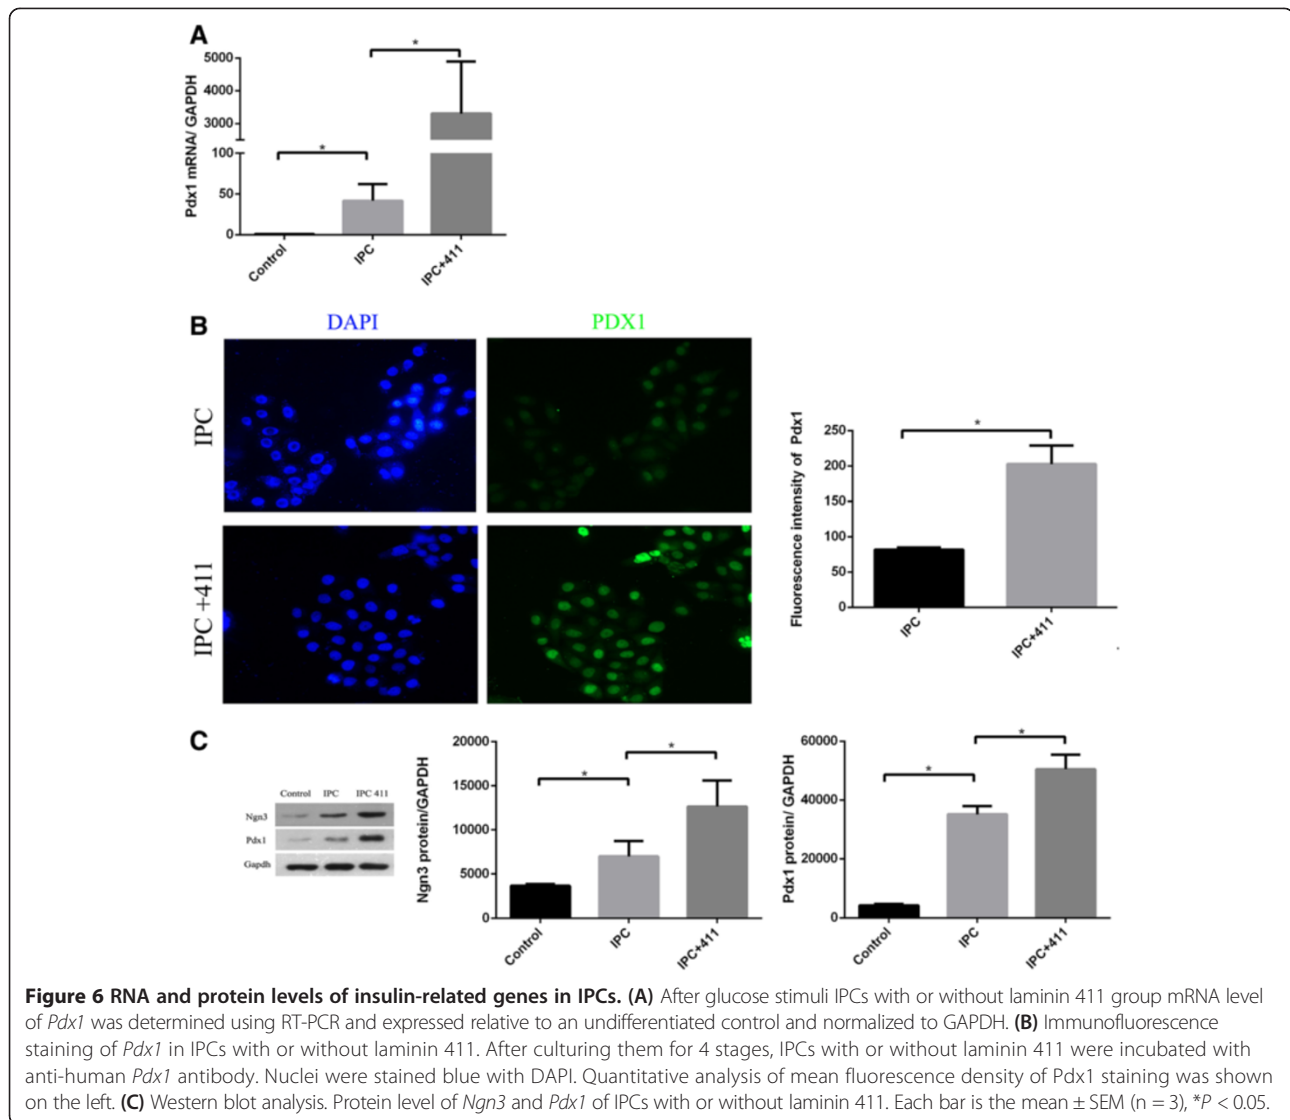 A
Pdx1 mRNA/ GAPDH
5000
4000
3000
100
50
0
*
*
Control
IPC
IPC+411
B
DAPI
PDX1
IPC
IPC +411
Fluorescence intensity of Pdx1
250
200
150
100
50
0
*
IPC
IPC+411
C
Control IPC IPC 411
Ngn3
Pdx1
Gapdh
Ngn3 protein/GAPDH
20000
15000
10000
5000
0
*
*
Control
IPC
IPC+411
Pdx1 protein/ GAPDH
60000
40000
20000
0
*
*
Control
IPC
IPC+411
Figure 6 RNA and protein levels of insulin-related genes in IPCs. (A) After glucose stimuli IPCs with or without laminin 411 group mRNA level
of Pdx1 was determined using RT-PCR and expressed relative to an undifferentiated control and normalized to GAPDH. (B) Immunofluorescence
staining of Pdx1 in IPCs with or without laminin 411. After culturing them for 4 stages, IPCs with or without laminin 411 were incubated with
anti-human Pdx1 antibody. Nuclei were stained blue with DAPI. Quantitative analysis of mean fluorescence density of Pdx1 staining was shown
on the left. (C) Western blot analysis. Protein level of Ngn3 and Pdx1 of IPCs with or without laminin 411. Each bar is the mean ± SEM (n = 3), *P < 0.05.